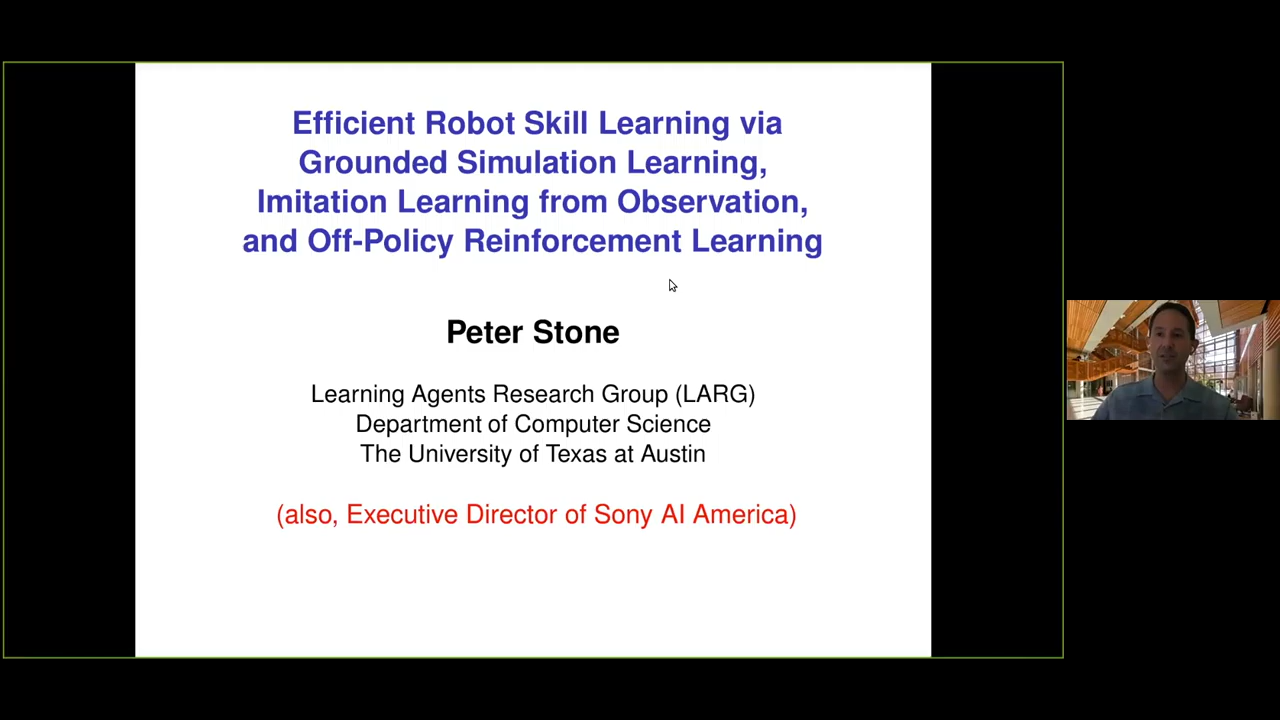 Efficient Robot Skill Learning via
Grounded Simulation Learning,
Imitation Learning from Observation,
and Off-Policy Reinforcement Learning
Peter Stone
Learning Agents Research Group (LARG)
Department of Computer Science
The University of Texas at Austin
(also, Executive Director of Sony AI America)